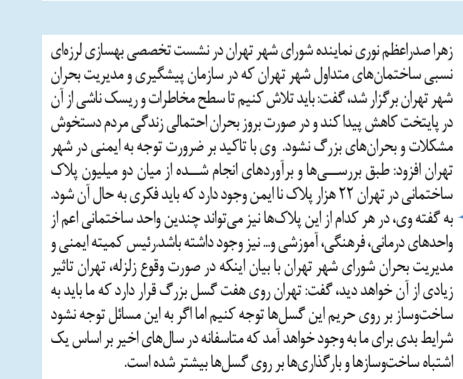 زهرا صدراعظم نوری نماینده شورای شهر تهران در نشست تخصصی بهسازی لرزه‌ای
نسبی ساختمان‌های متداول شهر تهران که در سازمان پیشگیری و مدیریت بحران
شهر تهران برگزار شد، گفت: باید تلاش کنیم تا سطح مخاطرات و ریسک ناشی از آن
در پایتخت کاهش پیدا کند و در صورت بروز بحران احتمالی زندگی مردم دستخوش
مشکلات و بحران‌های بزرگ نشود. وی با تاکید بر ضرورت توجه به ایمنی در شهر
تهران افزود: طبق بررســی‌ها و برآوردهای انجام شــده از میان دو میلیون پلاک
ساختمانی در تهران ۲۲ هزار پلاک ناایمن وجود دارد که باید فکری به حال آن شود.
به گفته وی، در هر کدام از این پلاک‌ها نیز می‌تواند چندین واحد ساختمانی اعم از
واحدهای درمانی، فرهنگی، آموزشی و... نیز وجود داشته باشد.رئیس کمیته ایمنی و
مدیریت بحران شورای شهر تهران با بیان اینکه در صورت وقوع زلزله، تهران تاثیر
زیادی از آن خواهد دید، گفت: تهران روی هفت گسل بزرگ قرار دارد که ما باید به
ساخت‌وساز بر روی حریم این گسل‌ها توجه کنیم اما اگر به این مسائل توجه نشود
شرایط بدی برای ما به وجود خواهد آمد که متاسفانه در سال‌های اخیر بر اساس یک
اشتباه ساخت‌وسازها و بارگذاری‌ها بر روی گسل‌ها بیشتر شده است.